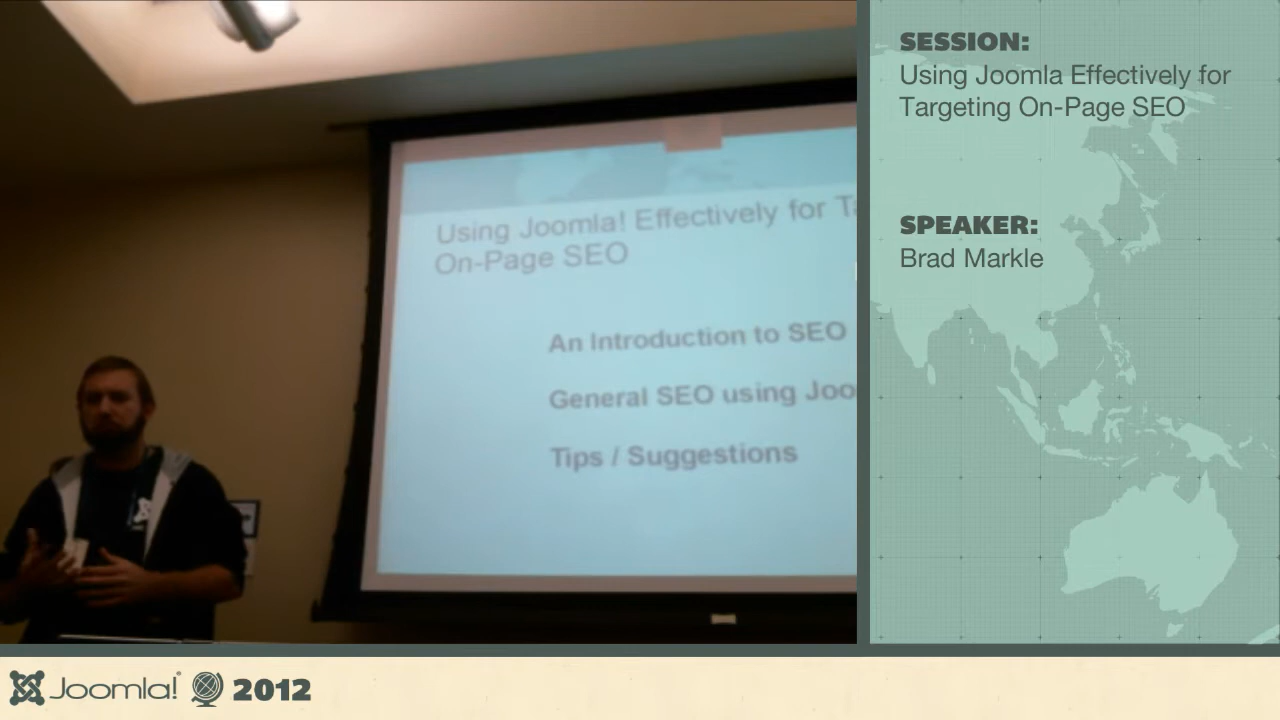 SESSION:
Using Joomla Effectively for
Targeting On-Page SEO
SPEAKER:
Brad Markle
Using Joomla! Effectively for Ta
On-Page SEO
An Introduction to SEO
General SEO using Joo
Tips / Suggestions
Joomla!® 2012